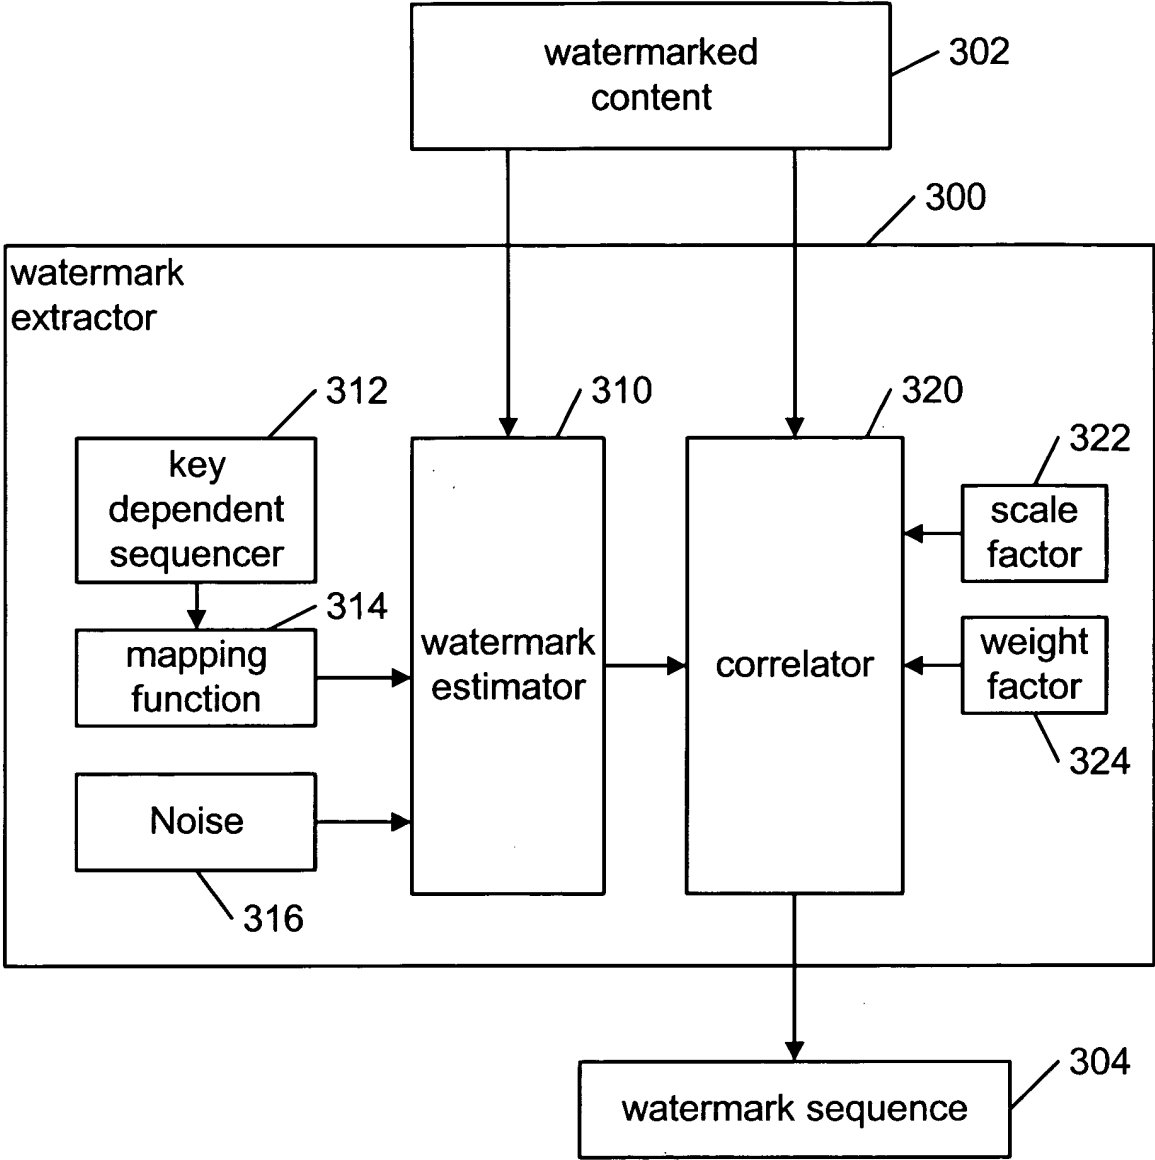 watermarked
content
302
300
watermark
extractor
312
310
320
322
key
dependent
sequencer
scale
factor
314
mapping
function
watermark
estimator
correlator
weight
factor
324
Noise
316
304
watermark sequence